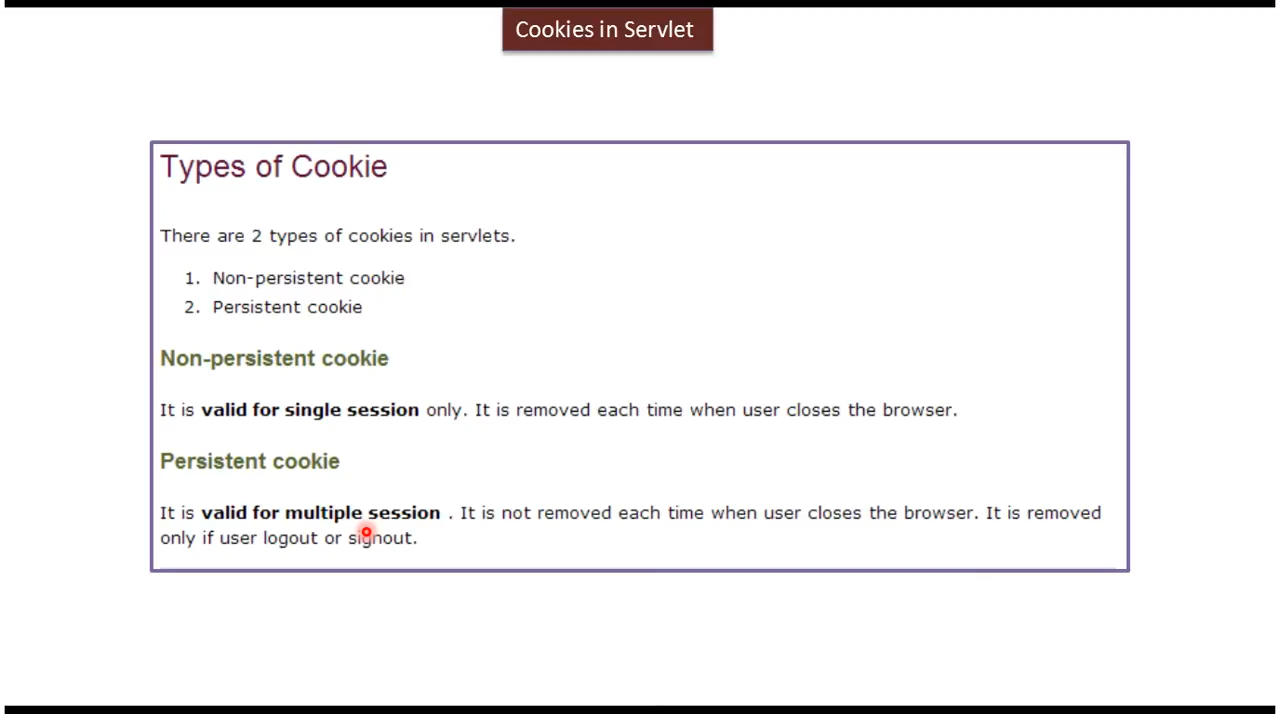 Cookies in Servlet
Types of Cookie
There are 2 types of cookies in servlets.
1. Non-persistent cookie
2. Persistent cookie
Non-persistent cookie
It is valid for single session only. It is removed each time when user closes the browser.
Persistent cookie
It is valid for multiple session . It is not removed each time when user closes the browser. It is removed
only if user logout or signout.